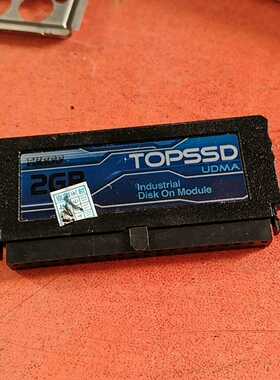 TOPSSD
UDMA
2GB
Industrial
Disk On Module